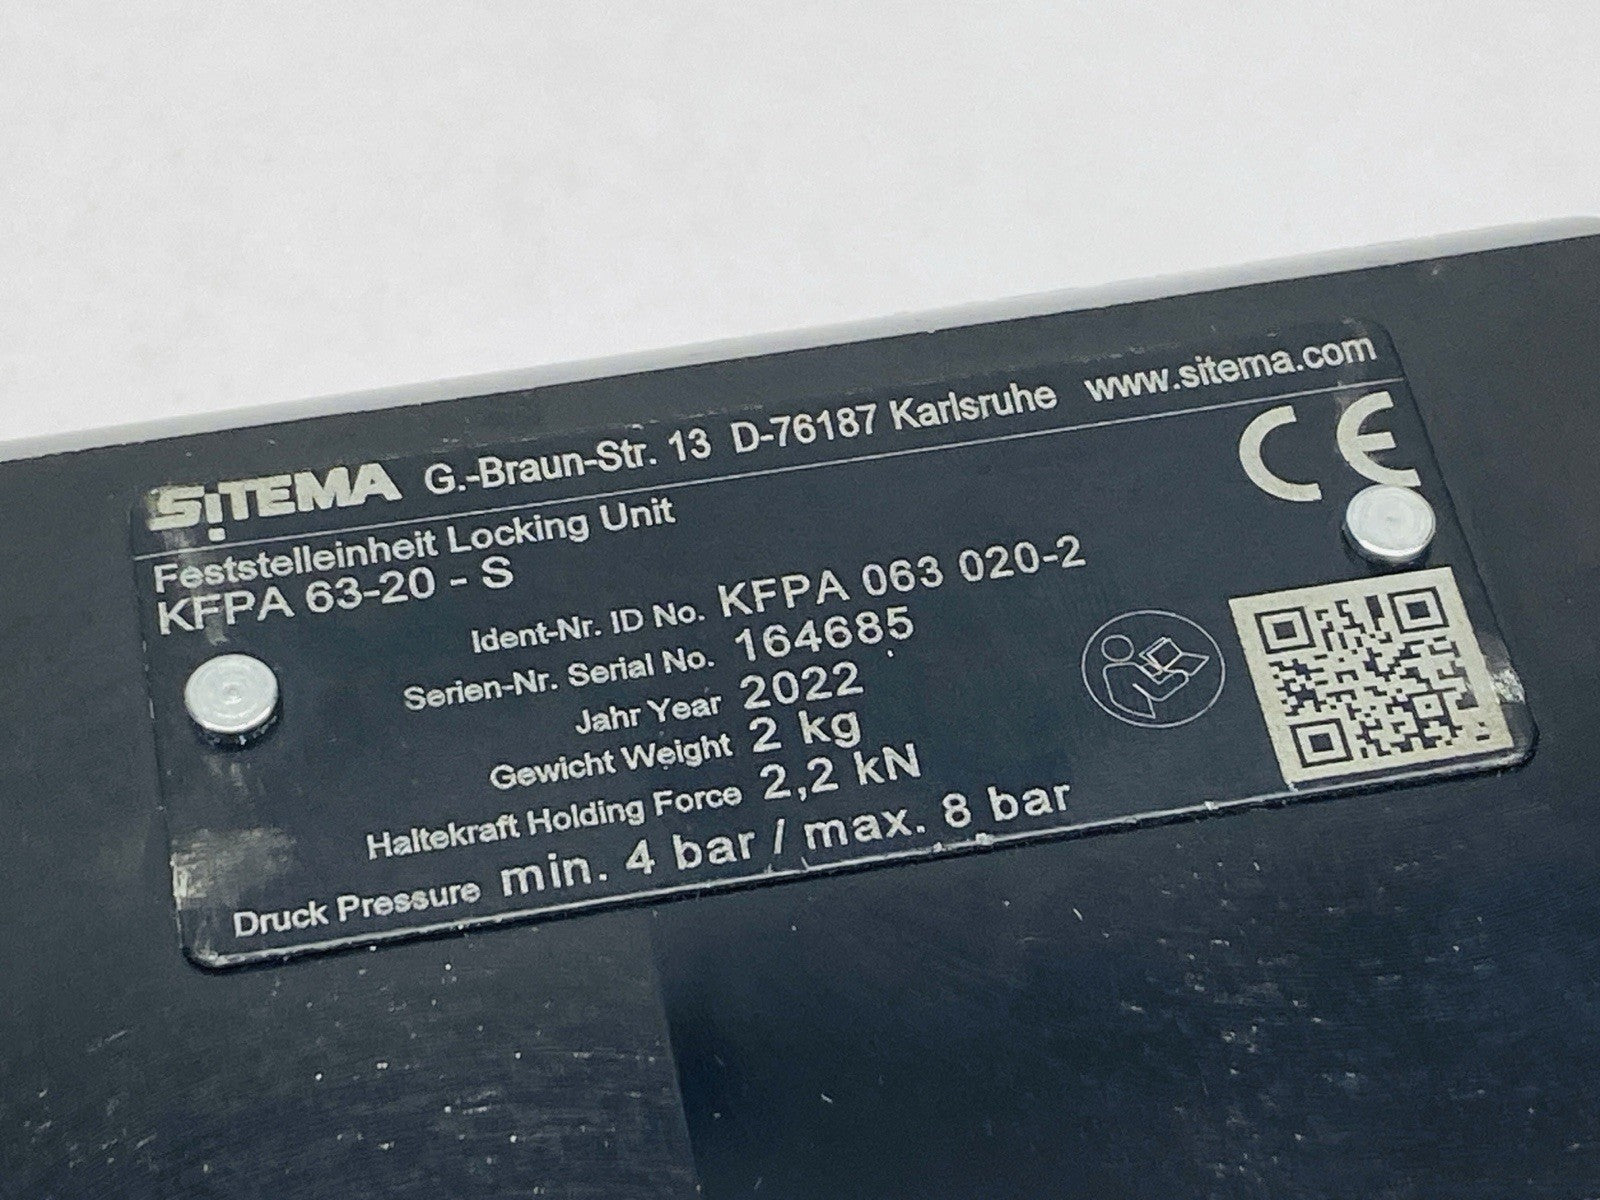 SiTEMA G.-Braun-Str. 13 D-76187 Karlsruhe www.sitema.com
CE
Feststelleinheit Locking Unit
KFPA 63-20 - S
Ident-Nr. ID No. KFPA 063 020-2
Serien-Nr. Serial No. 164685
Jahr Year 2022
Gewicht Weight 2 kg
Haltekraft Holding Force 2,2 kN
Druck Pressure min. 4 bar / max. 8 bar